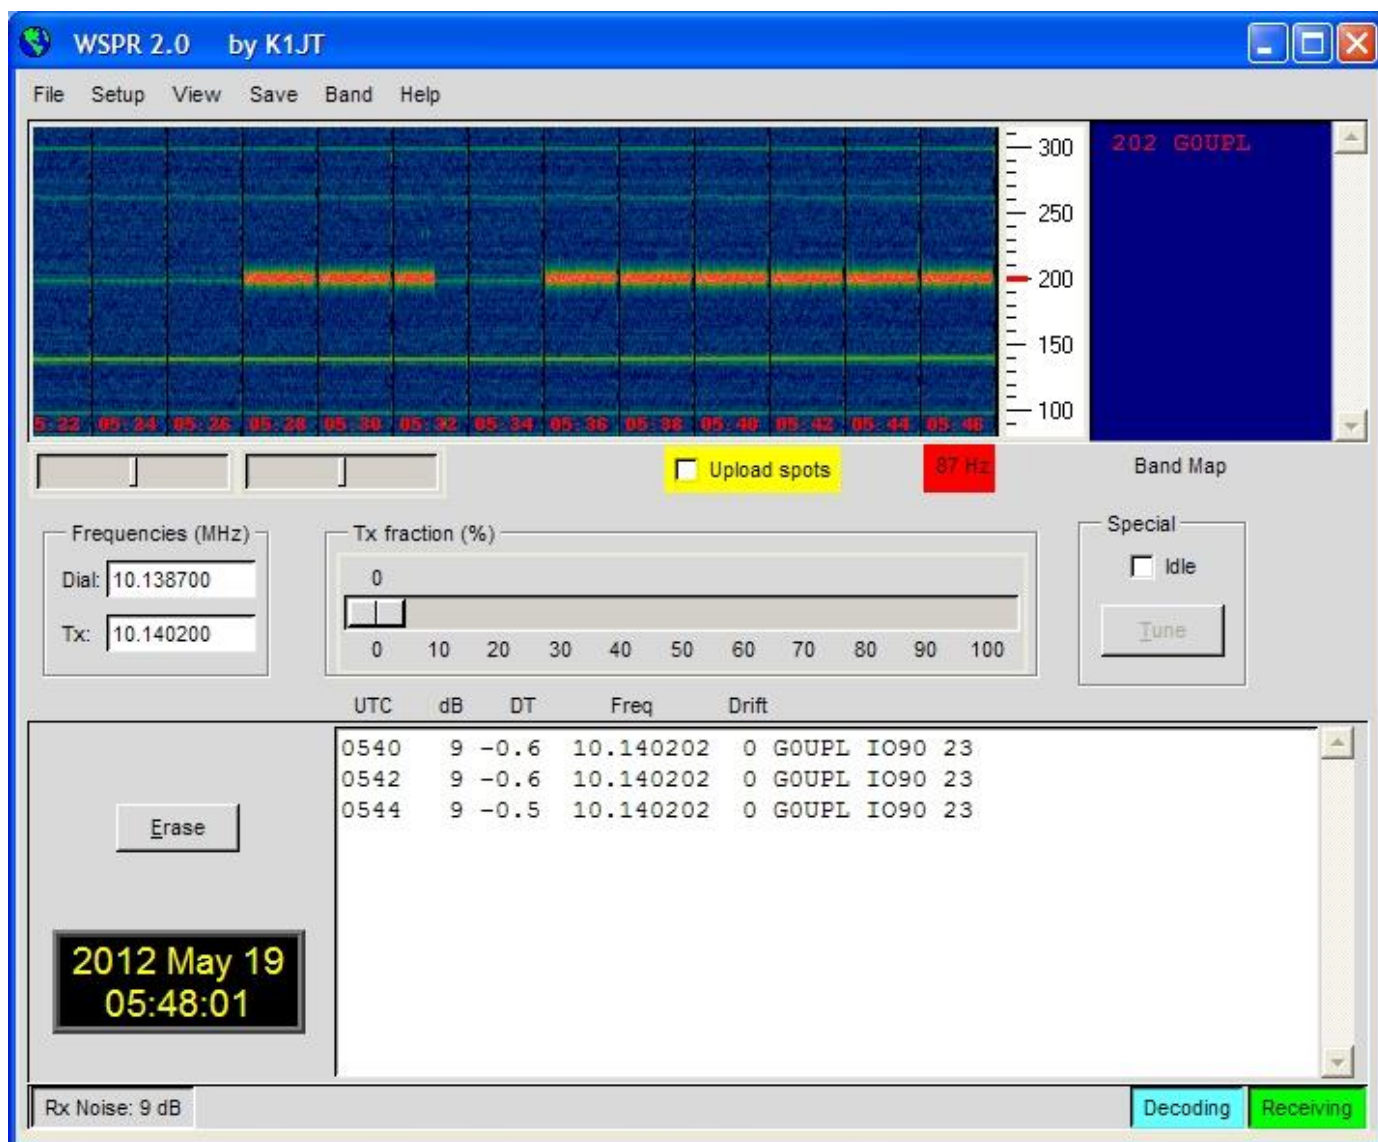 WSPR 2.0 by K1JT
File Setup View Save Band Help
300
250
200
150
100
202 G0UPL
5:22 05:24 05:26 05:28 05:30 05:32 05:34 05:36 05:38 05:40 05:42 05:44 05:46
Upload spots
87 Hz
Band Map
Frequencies (MHz)
Dial: 10.138700
Tx: 10.140200
Tx fraction (%)
0
0 10 20 30 40 50 60 70 80 90 100
Special
Idle
Tune
UTC dB DT Freq Drift
0540 9 -0.6 10.140202 0 G0UPL IO90 23
0542 9 -0.6 10.140202 0 G0UPL IO90 23
0544 9 -0.5 10.140202 0 G0UPL IO90 23
Erase
2012 May 19
05:48:01
Rx Noise: 9 dB
Decoding
Receiving